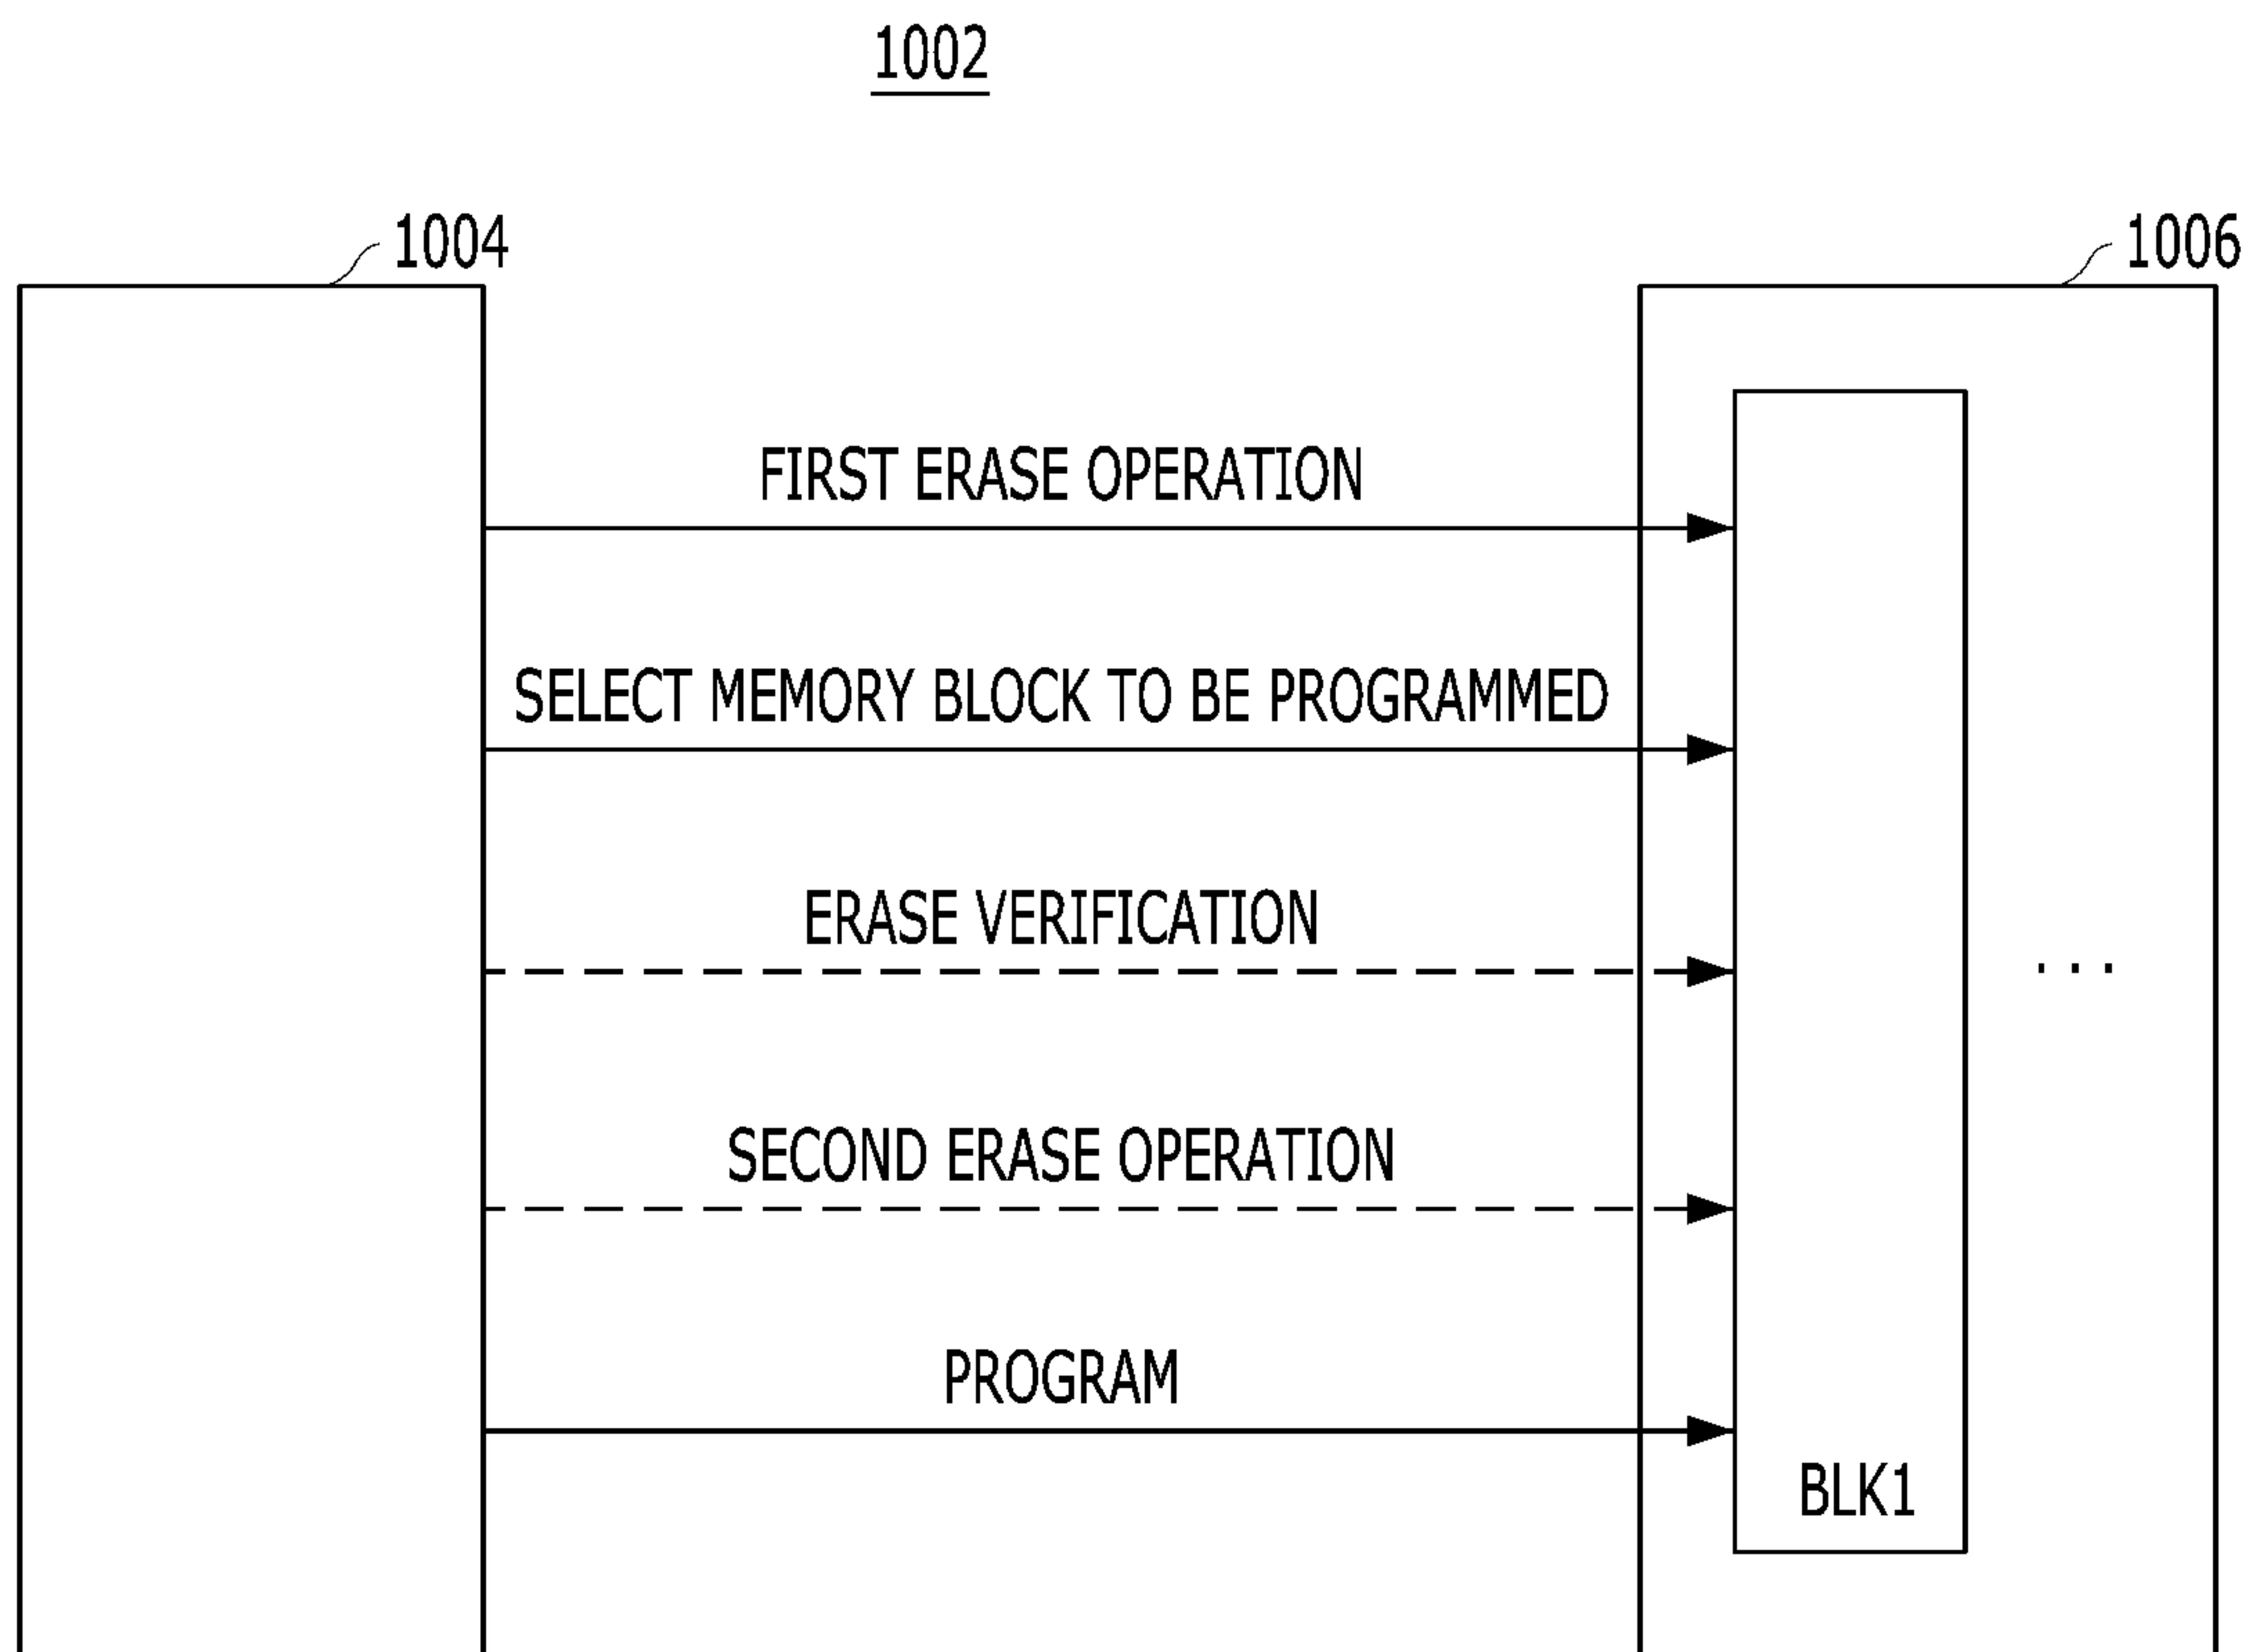 1002
1004
1006
FIRST ERASE OPERATION
SELECT MEMORY BLOCK TO BE PROGRAMMED
ERASE VERIFICATION
. . .
SECOND ERASE OPERATION
PROGRAM
BLK1